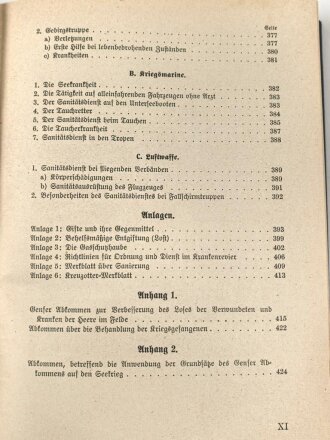 Seite
2. Gebirgstruppe . . . 377
a) Verletzungen . . . 377
b) Erste Hilfe bei lebenbedrohenden Zuständen . . . 380
c) Krankheiten . . . 381
B. Kriegsmarine.
1. Die Seekrankheit . . . 382
2. Die Tätigkeit auf alleinfahrenden Fahrzeugen ohne Arzt . . . 382
3. Der Sanitätsdienst auf den Unterseebooten . . . 383
4. Der Tauchretter . . . 384
5. Der Sanitätsdienst beim Tauchen . . . 385
6. Die Taucherkrankheit . . . 387
7. Sanitätsdienst in den Tropen . . . 388
C. Luftwaffe.
1. Sanitätsdienst bei fliegenden Verbänden . . . 389
a) Körperschädigungen . . . 389
b) Sanitätsausrüstung des Flugzeuges . . . 391
2. Besonderheiten des Sanitätsdienstes bei Fallschirmtruppen . . . 392
Anlagen.
Anlage 1: Gifte und ihre Gegenmittel . . . 393
Anlage 2: Behelfsmäßige Entgiftung (Lost) . . . 395
Anlage 3: Die Gasschutzhaube . . . 402
Anlage 4: Richtlinien für Ordnung und Dienst im Krankenrevier . . . 406
Anlage 5: Merkblatt über Sanierung . . . 409
Anlage 6: Kreuzotter-Merkblatt . . . 413
Anhang 1.
Genfer Abkommen zur Verbesserung des Loses der Verwundeten und
Kranken der Heere im Felde . . . 415
Abkommen über die Behandlung der Kriegsgefangenen . . . 422
Anhang 2.
Abkommen, betreffend die Anwendung der Grundsätze des Genfer Ab-
kommens auf den Seekrieg . . . 424
XI